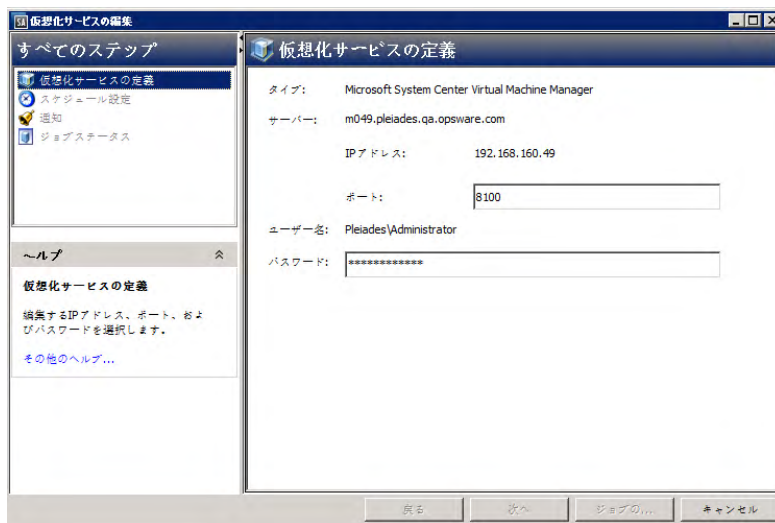 仮想化サービスの編集
すべてのステップ
仮想化サービスの定義
スケジュール設定
通知
ジョブステータス
ヘルプ
仮想化サービスの定義
編集するIPアドレス、ポート、およ
びパスワードを選択します。
その他のヘルプ...
仮想化サービスの定義
タイプ: Microsoft System Center Virtual Machine Manager
サーバー: m049.pleiades.qa.opsware.com
IPアドレス: 192.168.160.49
ポート: 8100
ユーザー名: Pleiades\Administrator
パスワード: ************
戻る 次へ ジョブの... キャンセル